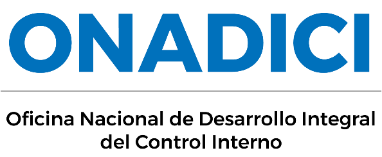 ONADICI
Oficina Nacional de Desarrollo Integral
del Control Interno